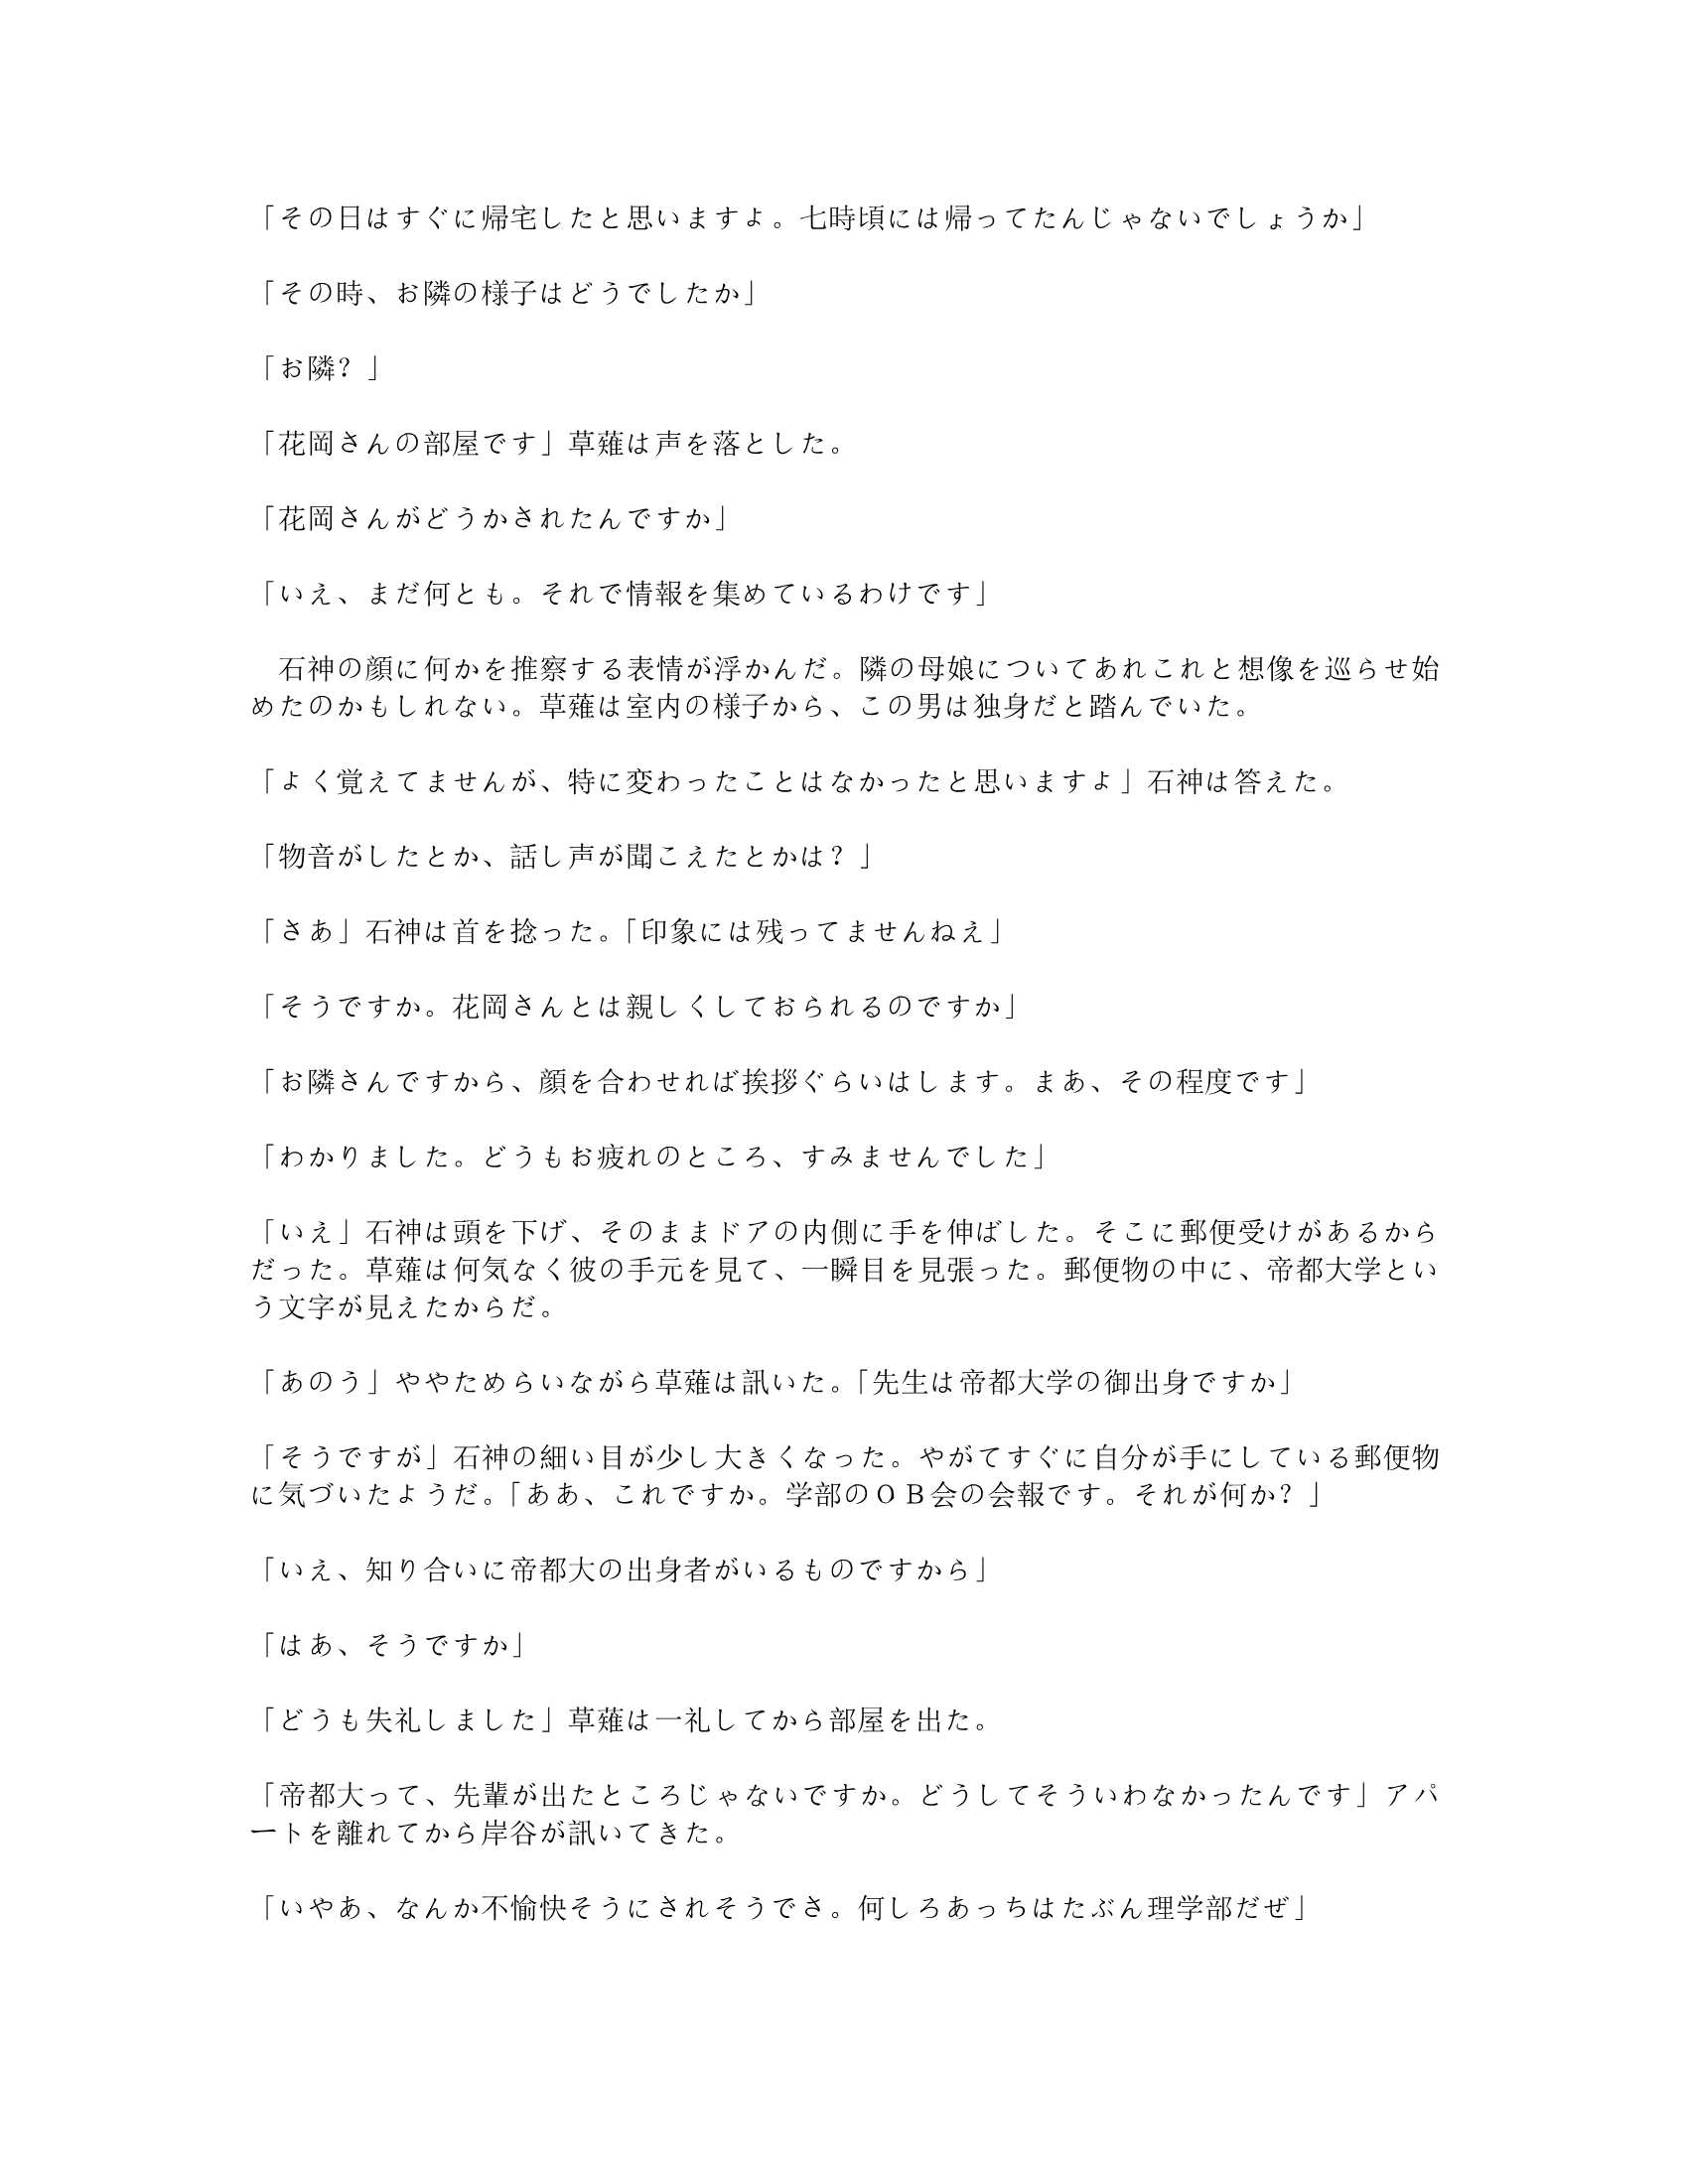 「その日はすぐに帰宅したと思いますよ。七時頃には帰ってたんじゃないでしょうか」
「その時、お隣の様子はどうでしたか」
「お隣？」
「花岡さんの部屋です」草薙は声を落とした。
「花岡さんがどうかされたんですか」
「いえ、まだ何とも。それで情報を集めているわけです」
　石神の顔に何かを推察する表情が浮かんだ。隣の母娘についてあれこれと想像を巡らせ始
めたのかもしれない。草薙は室内の様子から、この男は独身だと踏んでいた。
「よく覚えてませんが、特に変わったことはなかったと思いますよ」石神は答えた。
「物音がしたとか、話し声が聞こえたとかは？」
「さあ」石神は首を捻った。「印象には残ってませんねえ」
「そうですか。花岡さんとは親しくしておられるのですか」
「お隣さんですから、顔を合わせれば挨拶ぐらいはします。まあ、その程度です」
「わかりました。どうもお疲れのところ、すみませんでした」
「いえ」石神は頭を下げ、そのままドアの内側に手を伸ばした。そこに郵便受けがあるから
だった。草薙は何気なく彼の手元を見て、一瞬目を見張った。郵便物の中に、帝都大学とい
う文字が見えたからだ。
「あのう」ややためらいながら草薙は訊いた。「先生は帝都大学の御出身ですか」
「そうですが」石神の細い目が少し大きくなった。やがてすぐに自分が手にしている郵便物
に気づいたようだ。「ああ、これですか。学部のＯＢ会の会報です。それが何か？」
「いえ、知り合いに帝都大の出身者がいるものですから」
「はあ、そうですか」
「どうも失礼しました」草薙は一礼してから部屋を出た。
「帝都大って、先輩が出たところじゃないですか。どうしてそういわなかったんです」アパ
ートを離れてから岸谷が訊いてきた。
「いやあ、なんか不愉快そうにされそうでさ。何しろあっちはたぶん理学部だぜ」